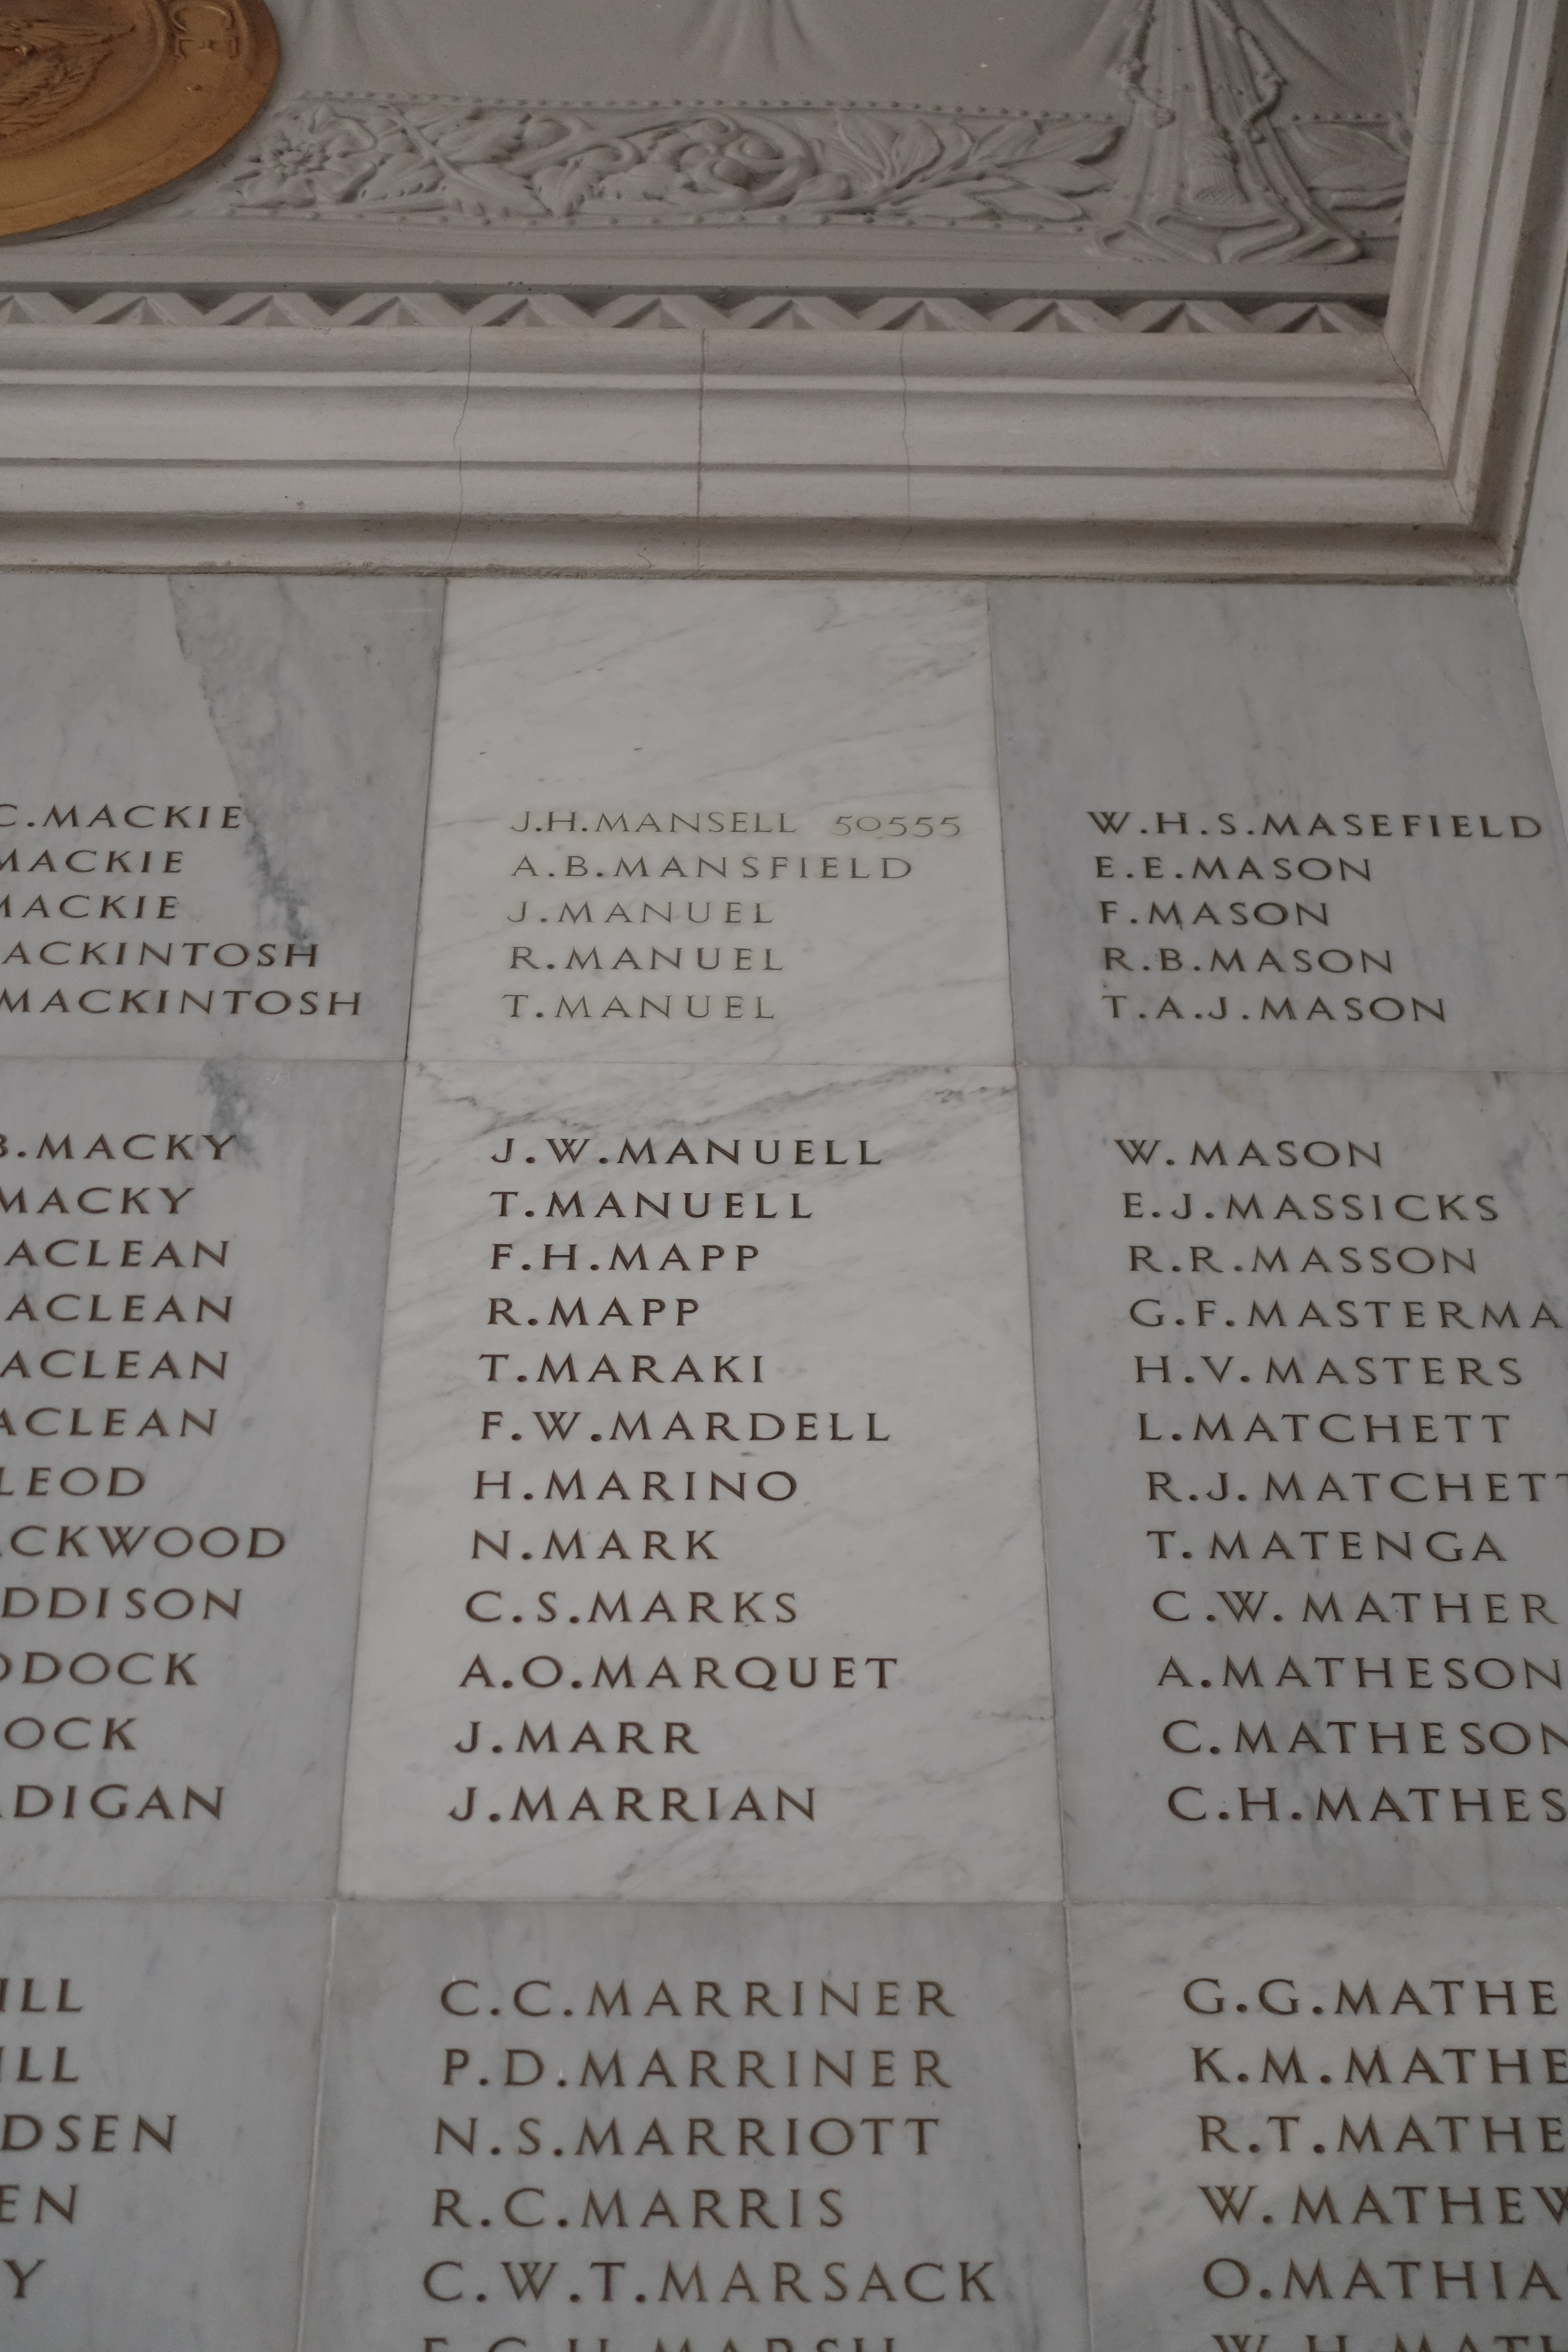 C.MACKIE
MACKIE
MACKIE
ACKINTOSH
MACKINTOSH
B.MACKY
MACKY
ACLEAN
ACLEAN
ACLEAN
ACLEAN
LEOD
ACKWOOD
DDISON
DDOCK
OCK
ADIGAN
ILL
ILL
DSEN
EN
Y
J.H.MANSELL 50555
A.B.MANSFIELD
J.MANUEL
R.MANUEL
T.MANUEL
J.W.MANUELL
T.MANUELL
F.H.MAPP
R.MAPP
T.MARAKI
F.W.MARDELL
H.MARINO
N.MARK
C.S.MARKS
A.O.MARQUET
J.MARR
J.MARRIAN
C.C.MARRINER
P.D.MARRINER
N.S.MARRIOTT
R.C.MARRIS
C.W.T.MARSACK
W.H.S.MASEFIELD
E.E.MASON
F.MASON
R.B.MASON
T.A.J.MASON
W.MASON
E.J.MASSICKS
R.R.MASSON
G.F.MASTERMA
H.V.MASTERS
L.MATCHETT
R.J.MATCHETT
T.MATENGA
C.W.MATHER
A.MATHESON
C.MATHESON
C.H.MATHES
G.G.MATHE
K.M.MATHE
R.T.MATHE
W.MATHEW
O.MATHIA